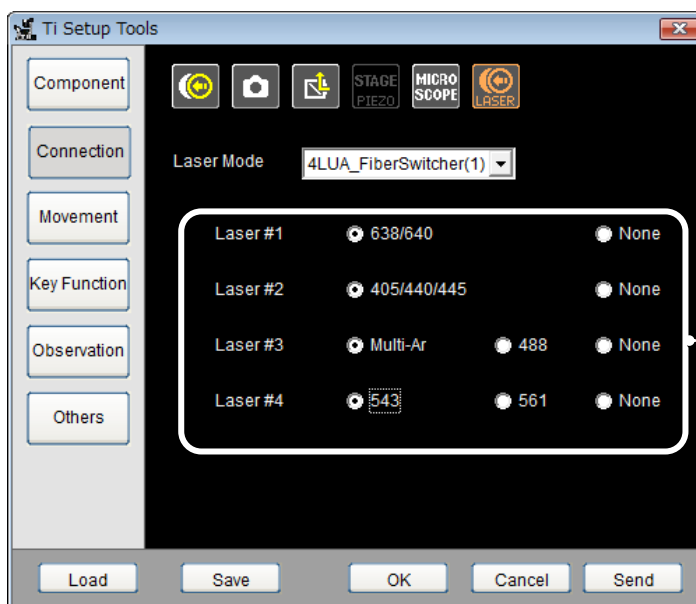 Ti Setup Tools
Component
Connection
Movement
Key Function
Observation
Others
STAGE
PIEZO
MICRO
SCOPE
LASER
Laser Mode 4LUA_FiberSwitcher(1)
Laser #1 638/640 None
Laser #2 405/440/445 None
Laser #3 Multi-Ar 488 None
Laser #4 543 561 None
Load Save OK Cancel Send